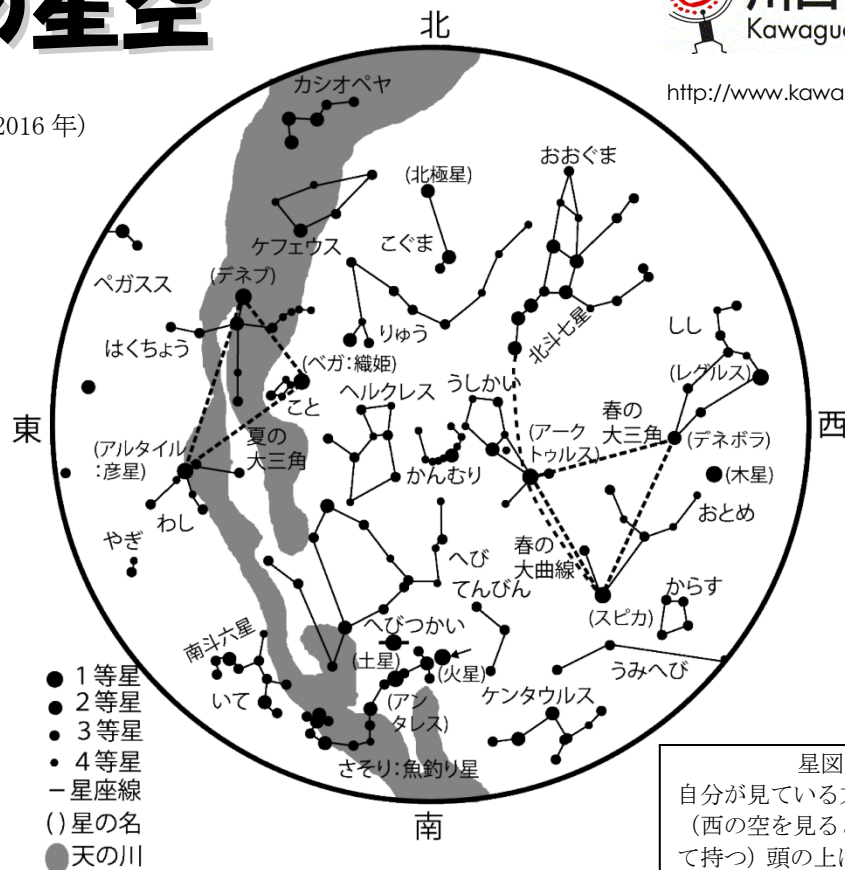 の星空
川口
Kawagu
http://www.kawa
2016 年)
北
カシオペヤ
おおぐま
(北極星)
ケフェウス
こぐま
ペガスス
(デネブ)
はくちょう
りゅう
北斗七星
しし
(ベガ:織姫)
(レグルス)
こと
ヘルクレス
うしかい
東
西
夏の
大三角
(アルタイル
:彦星)
かんむり
(アーク
トゥルス)
春の
大三角
(デネボラ)
(木星)
わし
おとめ
やぎ
へび
春の
大曲線
てんびん
からす
(スピカ)
へびつかい
南斗六星
(土星)
(火星)
うみへび
いて
(アン
タレス)
ケンタウルス
さそり:魚釣り星
南
1等星
2等星
3等星
4等星
星座線
()星の名
天の川
星図
自分が見ている
(西の空を見る
て持つ) 頭の上に